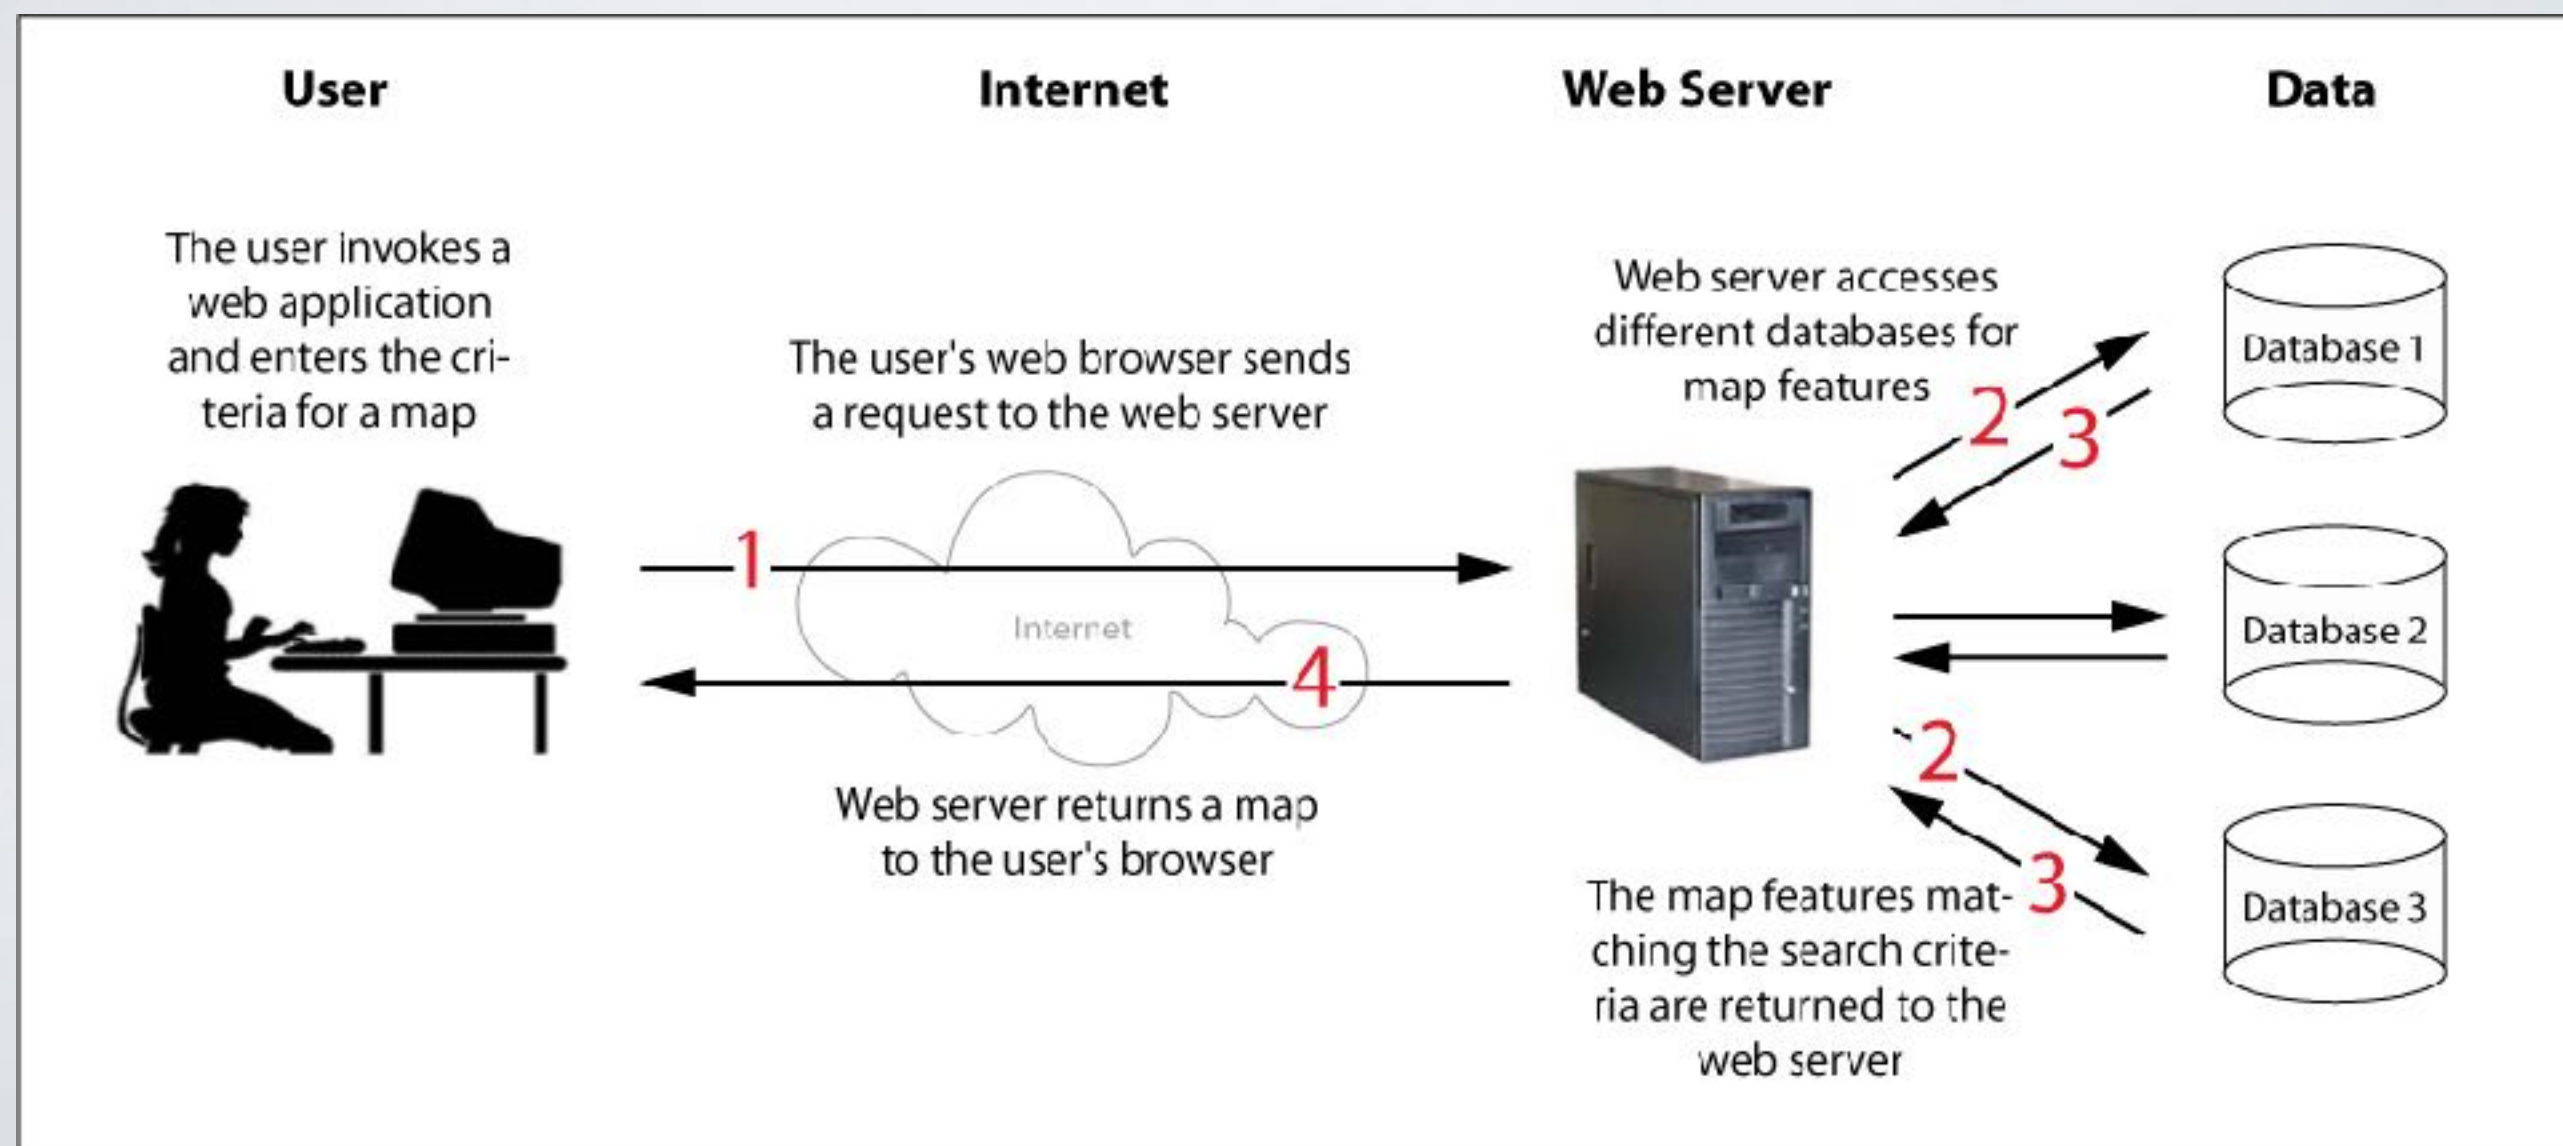 User
Internet
Web Server
Data
The user invokes a
web application
and enters the cri-
teria for a map
The user's web browser sends
a request to the web server
Web server accesses
different databases for
map features
2
3
Database 1
1
Internet
4
Database 2
Web server returns a map
to the user's browser
2
3
The map features mat-
ching the search crite-
ria are returned to the
web server
Database 3